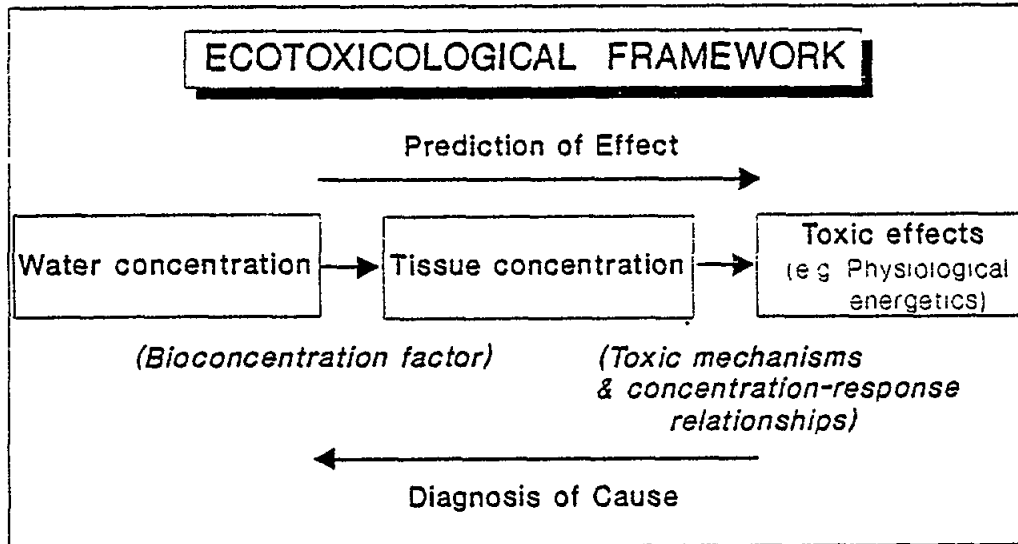 ECOTOXICOLOGICAL FRAMEWORK
Prediction of Effect
Water concentration
Tissue concentration
Toxic effects
(e g Physiological
energetics)
(Bioconcentration factor)
(Toxic mechanisms
& concentration-response
relationships)
Diagnosis of Cause